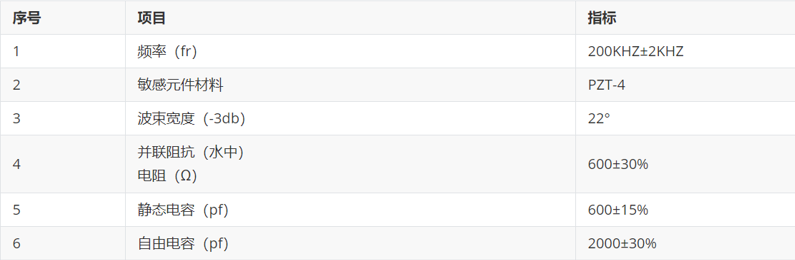 序号 项目 指标
1 频率（fr） 200KHZ±2KHZ
2 敏感元件材料 PZT-4
3 波束宽度（-3db） 22°
4 并联阻抗（水中） 600±30%
电阻（Ω）
5 静态电容（pf） 600±15%
6 自由电容（pf） 2000±30%